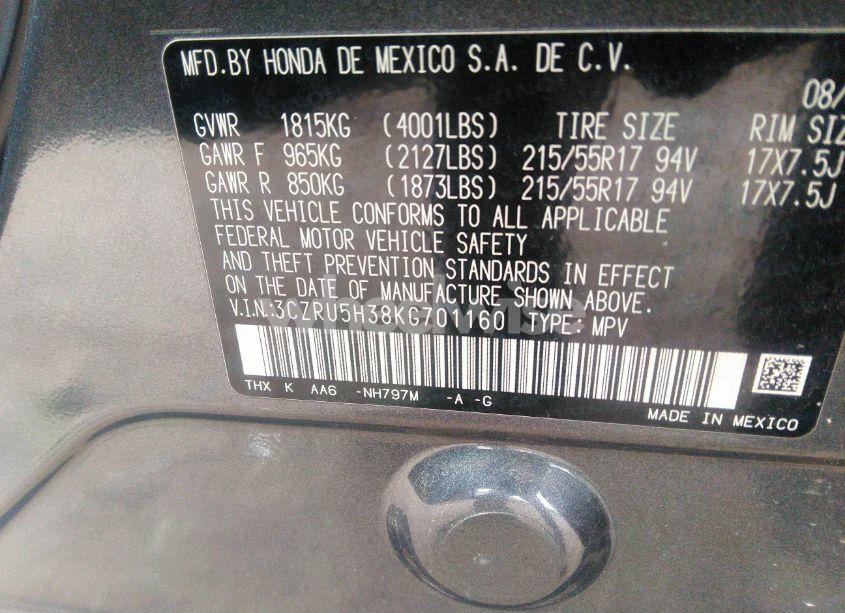 MFD.BY HONDA DE MEXICO S.A. DE C.V.
08/
GVWR 1815KG (4001LBS) TIRE SIZE RIM SIZ
GAWR F 965KG (2127LBS) 215/55R17 94V 17X7.5J
GAWR R 850KG (1873LBS) 215/55R17 94V 17X7.5J
THIS VEHICLE CONFORMS TO ALL APPLICABLE
FEDERAL MOTOR VEHICLE SAFETY
AND THEFT PREVENTION STANDARDS IN EFFECT
ON THE DATE OF MANUFACTURE SHOWN ABOVE.
V.I.N.:3CZRU5H38KG701160 TYPE: MPV
THX K AA6 -NH797M -A -G
MADE IN MEXICO